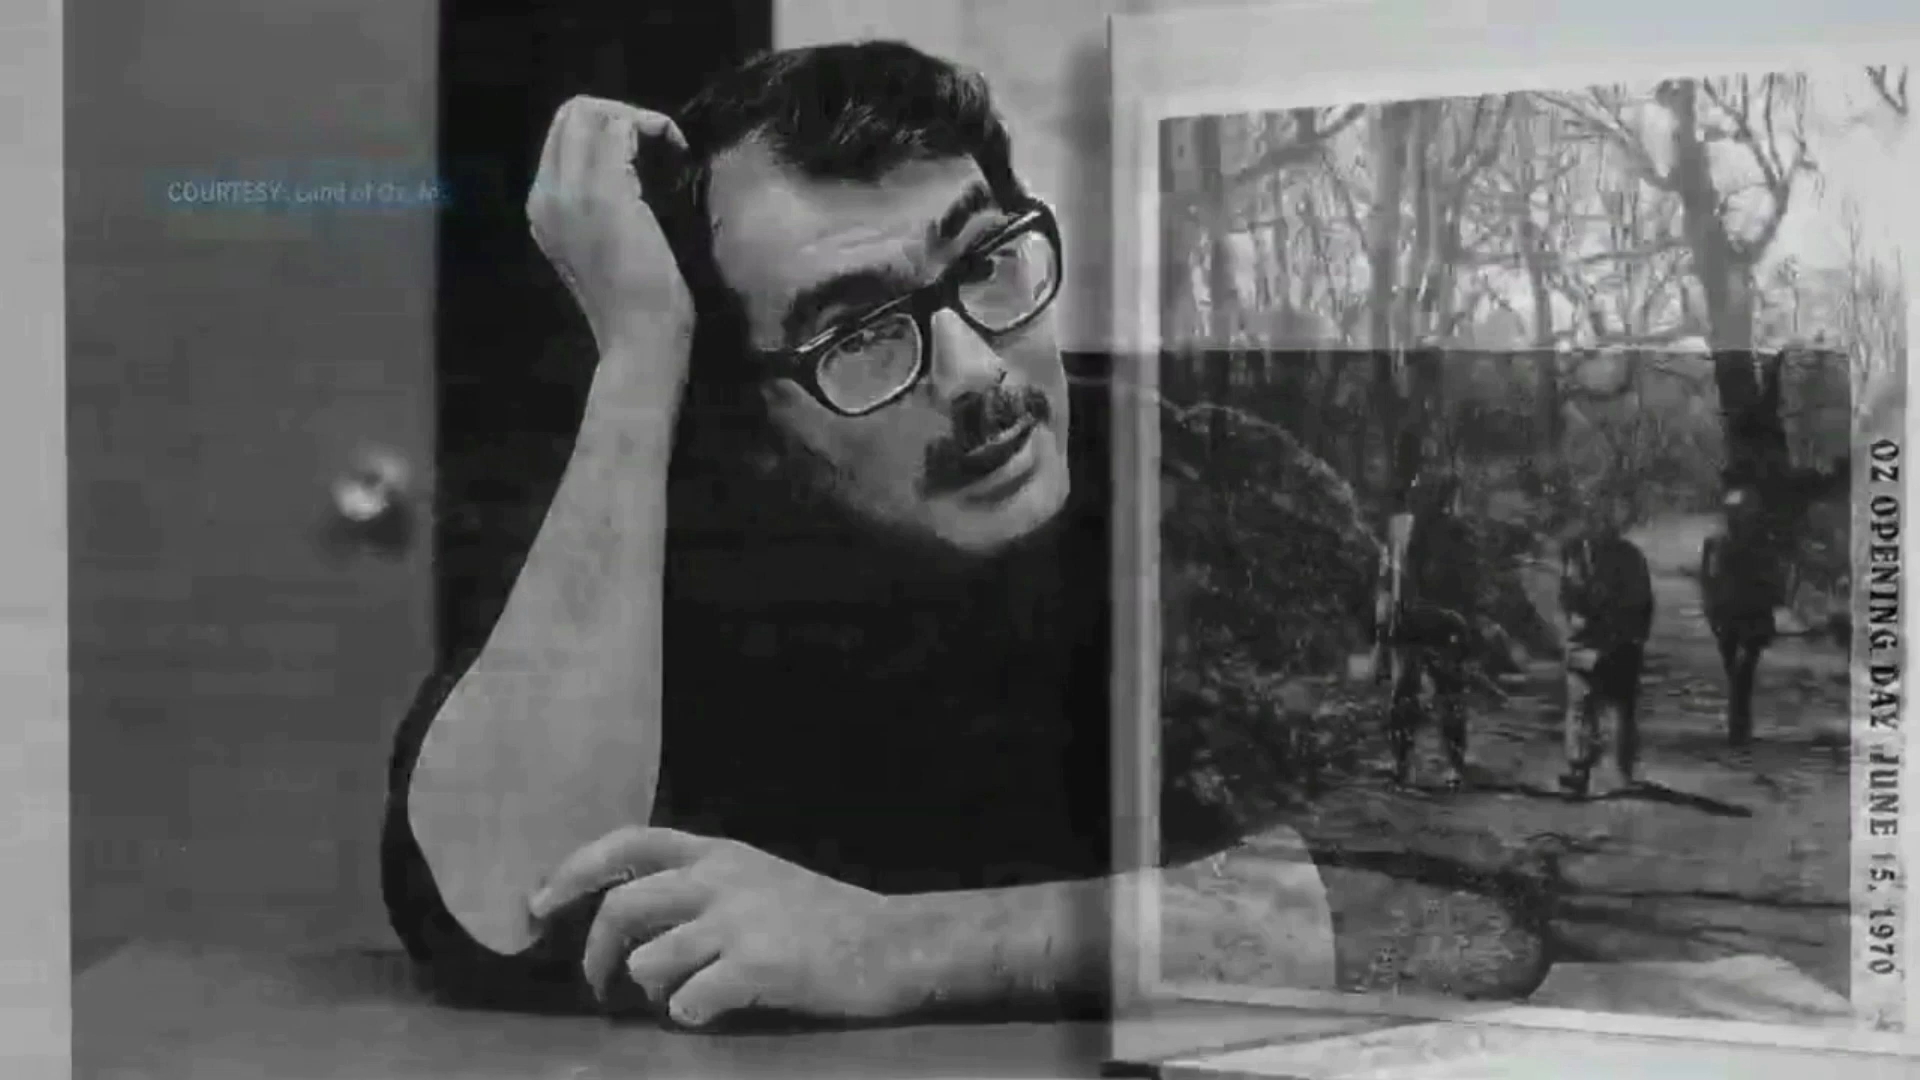 COURTESY: Land of Oz,
OZ OPENING DAY JUNE 15, 1970